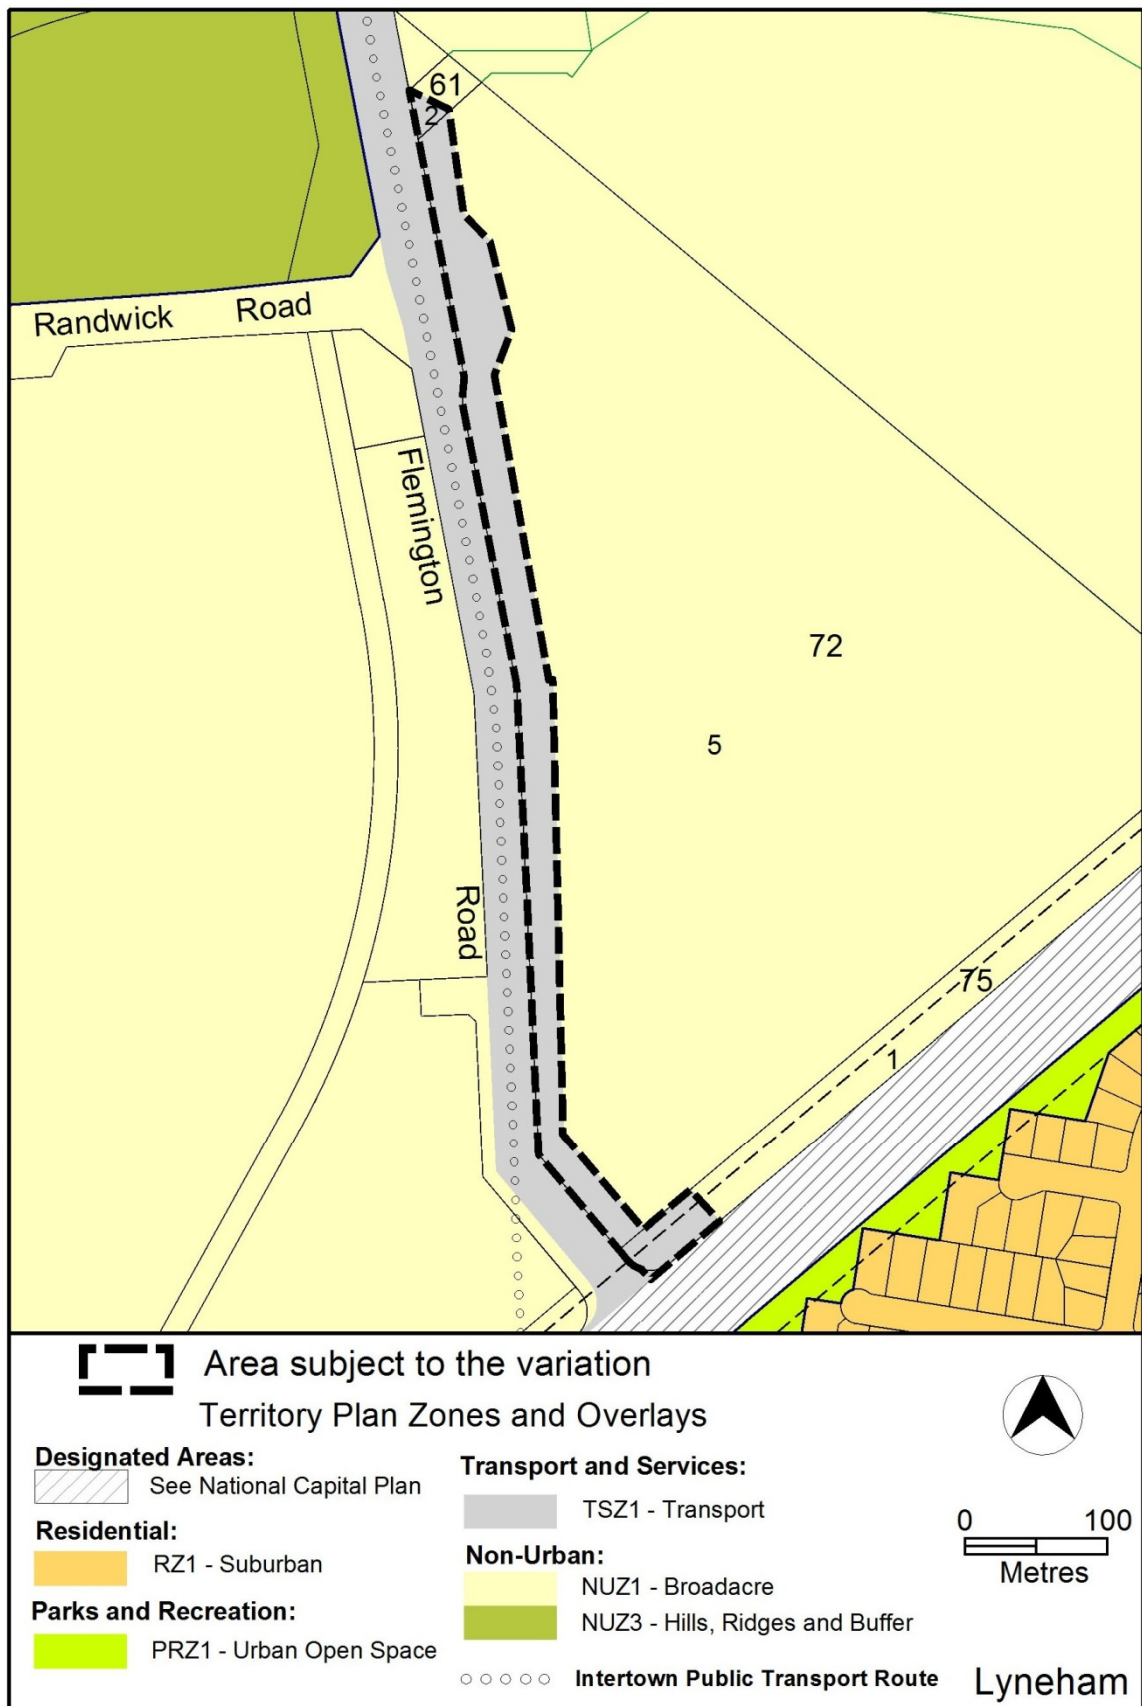 61
2
Randwick Road
Flemington
72
5
Road
75
1
Area subject to the variation
Territory Plan Zones and Overlays
Designated Areas:
See National Capital Plan
Residential:
RZ1 - Suburban
Parks and Recreation:
PRZ1 - Urban Open Space
Transport and Services:
TSZ1 - Transport
Non-Urban:
NUZ1 - Broadacre
NUZ3 - Hills, Ridges and Buffer
Intertown Public Transport Route
0 100
Metres
Lyneham